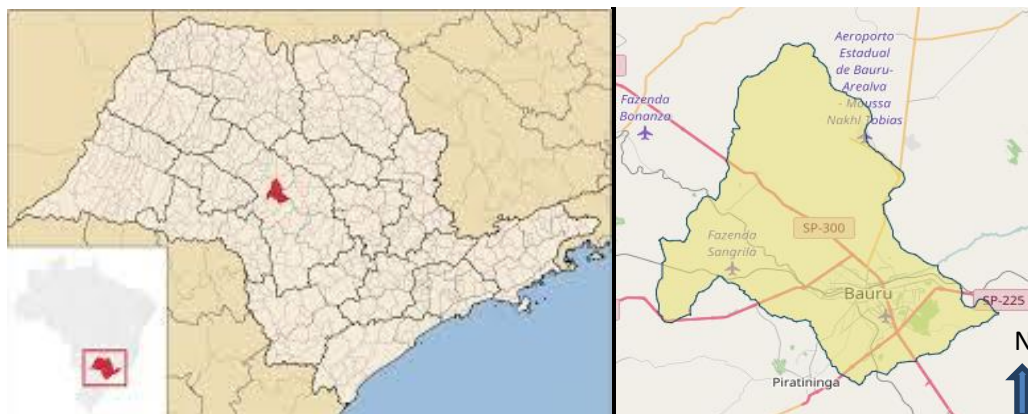 Aeroporto
Estadual
de Bauru-
Arealva
- Moussa
Nakhl Tobias
Fazenda
Bonanza
SP-300
Fazenda
Sangrilá
Bauru
SP-225
N
Piratininga